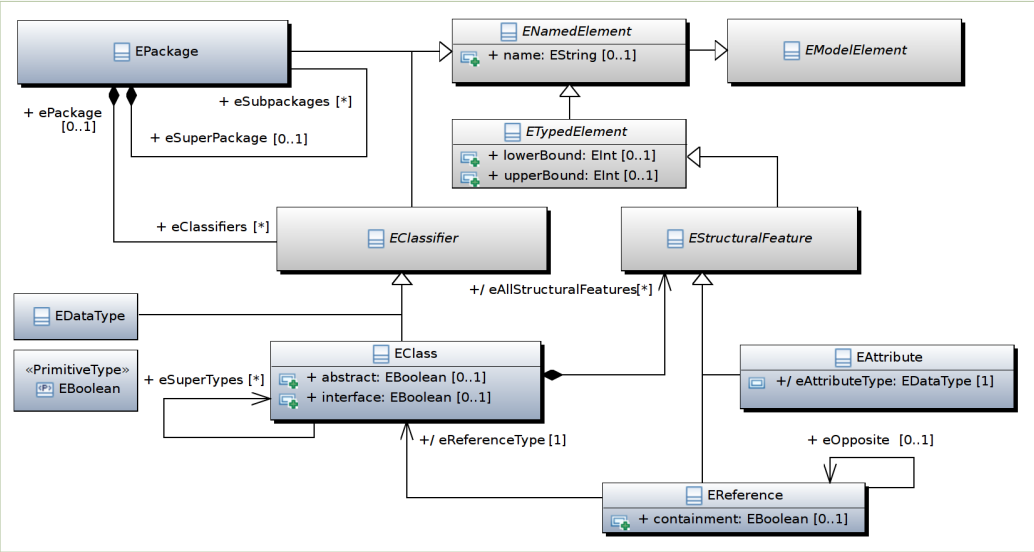 EPackage
ENamedElement
+ name: EString [0..1]
EModelElement
+ eSubpackages [*]
+ ePackage
[0..1]
+ eSuperPackage [0..1]
ETypedElement
+ lowerBound: EInt [0..1]
+ upperBound: EInt [0..1]
+ eClassifiers [*]
EClassifier
EStructuralFeature
+/ eAllStructuralFeatures[*]
EDataType
«PrimitiveType»
EBoolean
+ eSuperTypes [*]
EClass
+ abstract: EBoolean [0..1]
+ interface: EBoolean [0..1]
EAttribute
+/ eAttributeType: EDataType [1]
+/ eReferenceType [1]
+ eOpposite [0..1]
EReference
+ containment: EBoolean [0..1]